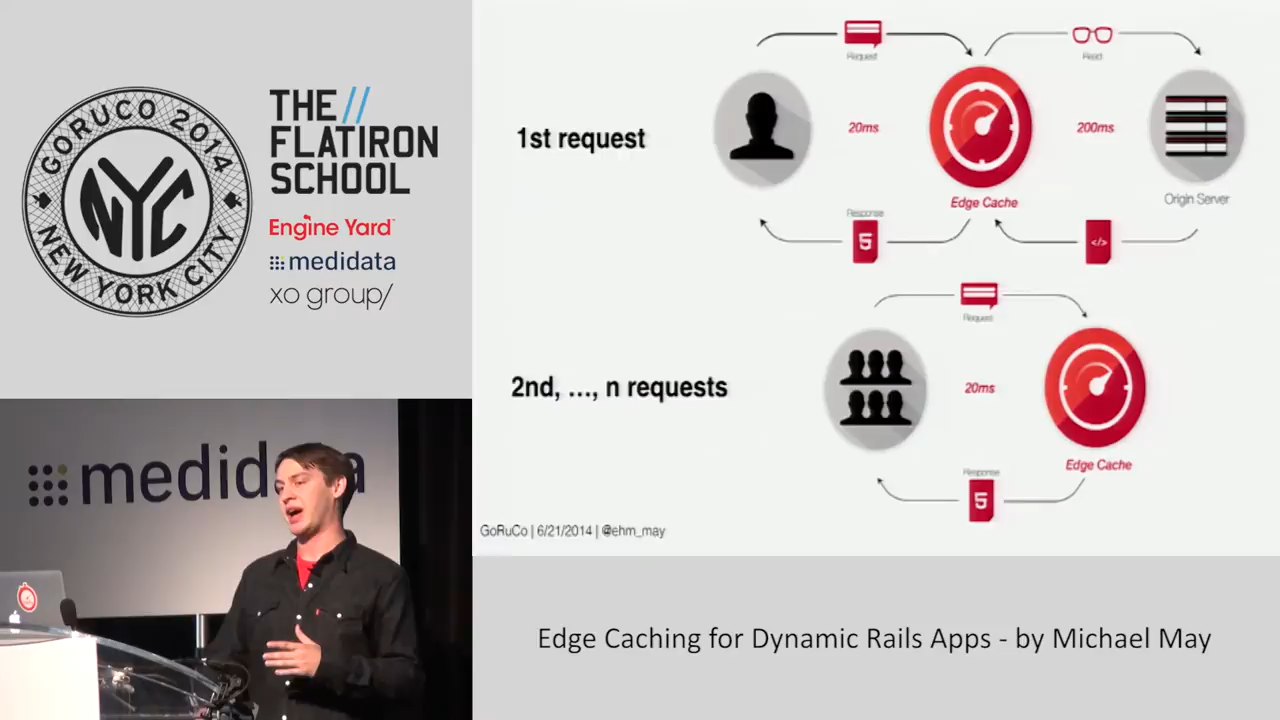 GORUCO 2014
NYC
NEW YORK CITY
THE //
FLATIRON
SCHOOL
Engine Yard
medidata
xo group/
1st request
Request
Read
20ms
200ms
Edge Cache
Origin Server
Response
5
</>
2nd, ..., n requests
Request
20ms
Edge Cache
Response
5
GoRuCo | 6/21/2014 | @ehm_may
medid a
Edge Caching for Dynamic Rails Apps - by Michael May